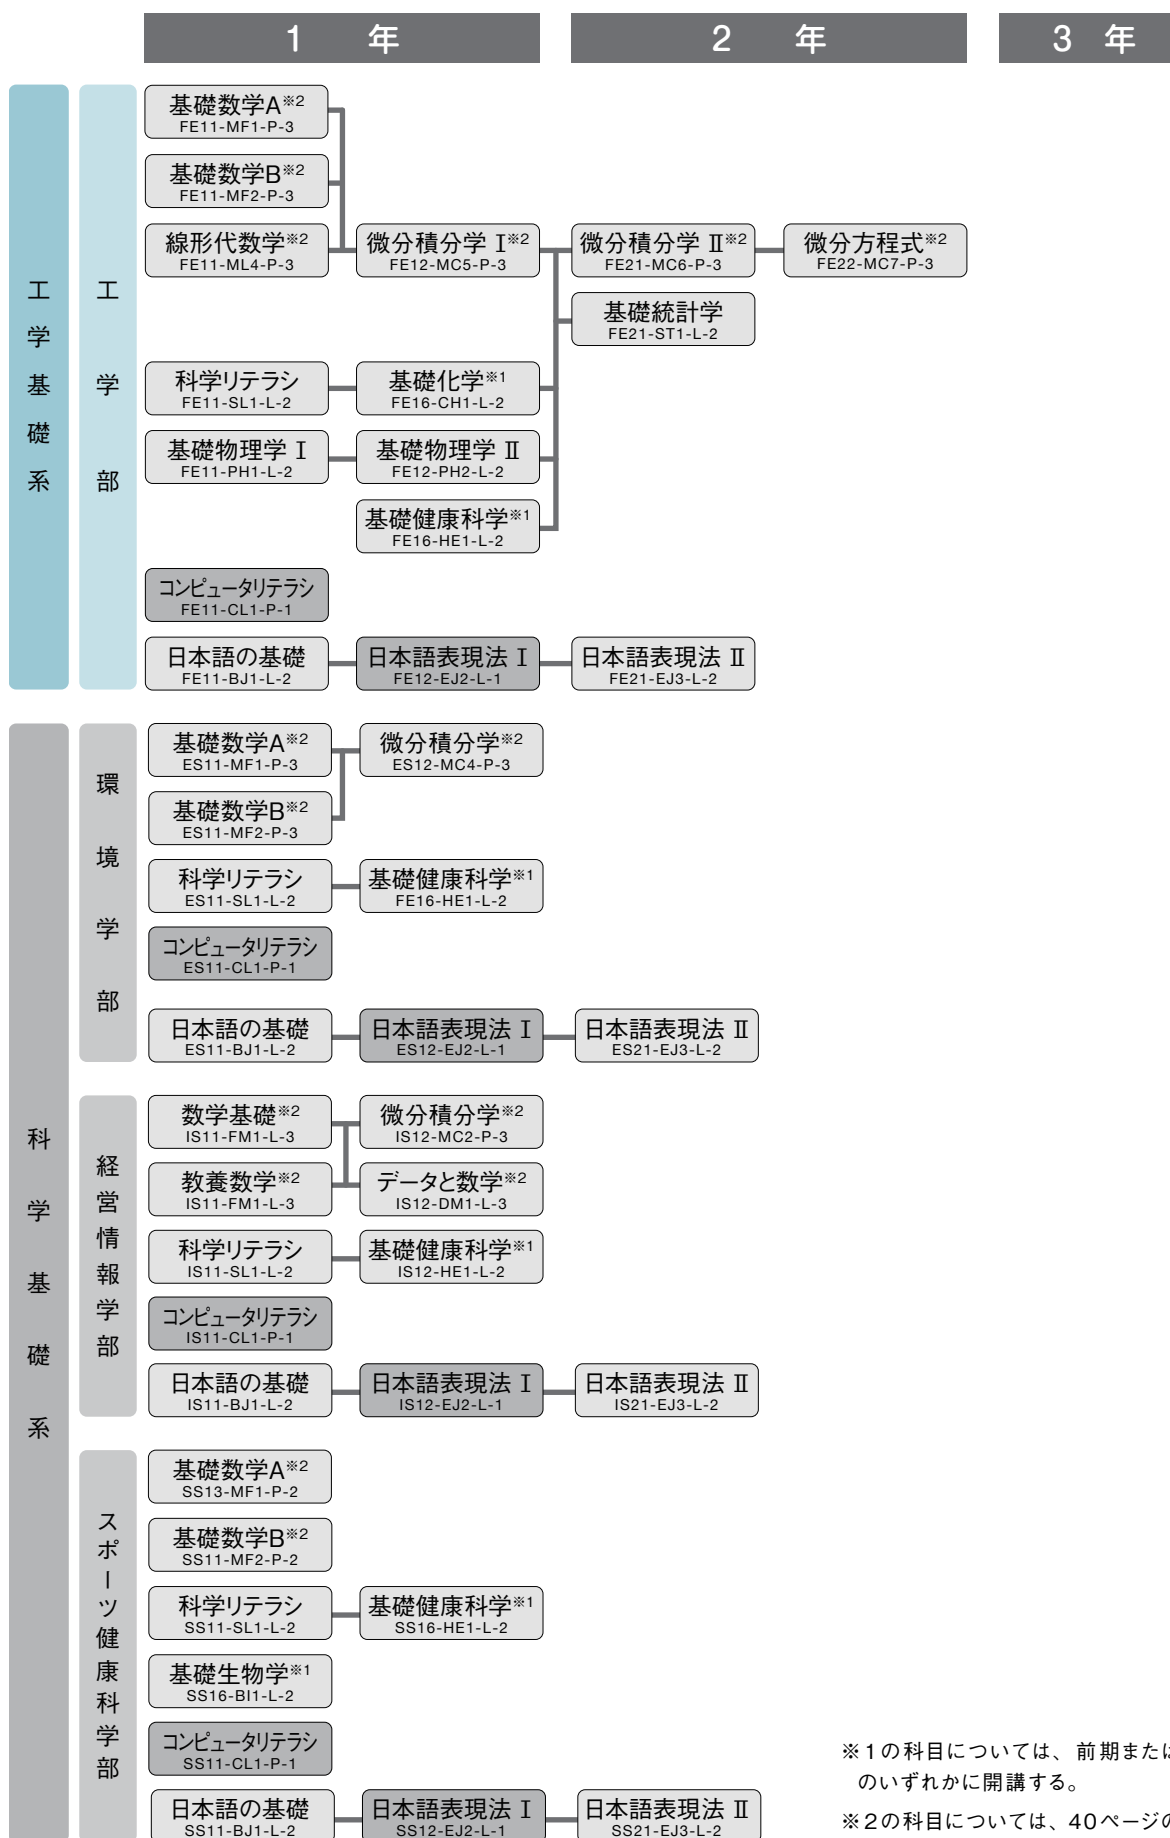 1 年
2 年
3 年
工学基礎系
工学部
基礎数学A※2
FE11-MF1-P-3
基礎数学B※2
FE11-MF2-P-3
線形代数学※2
FE11-ML4-P-3
微分積分学 Ⅰ※2
FE12-MC5-P-3
微分積分学 Ⅱ※2
FE21-MC6-P-3
微分方程式※2
FE22-MC7-P-3
基礎統計学
FE21-ST1-L-2
科学リテラシ
FE11-SL1-L-2
基礎化学※1
FE16-CH1-L-2
基礎物理学 Ⅰ
FE11-PH1-L-2
基礎物理学 Ⅱ
FE12-PH2-L-2
基礎健康科学※1
FE16-HE1-L-2
コンピュータリテラシ
FE11-CL1-P-1
日本語の基礎
FE11-BJ1-L-2
日本語表現法 Ⅰ
FE12-EJ2-L-1
日本語表現法 Ⅱ
FE21-EJ3-L-2
科学基礎系
環境学部
基礎数学A※2
ES11-MF1-P-3
微分積分学※2
ES12-MC4-P-3
基礎数学B※2
ES11-MF2-P-3
科学リテラシ
ES11-SL1-L-2
基礎健康科学※1
FE16-HE1-L-2
コンピュータリテラシ
ES11-CL1-P-1
日本語の基礎
ES11-BJ1-L-2
日本語表現法 Ⅰ
ES12-EJ2-L-1
日本語表現法 Ⅱ
ES21-EJ3-L-2
経営情報学部
数学基礎※2
IS11-FM1-L-3
微分積分学※2
IS12-MC2-P-3
教養数学※2
IS11-FM1-L-3
データと数学※2
IS12-DM1-L-3
科学リテラシ
IS11-SL1-L-2
基礎健康科学※1
IS12-HE1-L-2
コンピュータリテラシ
IS11-CL1-P-1
日本語の基礎
IS11-BJ1-L-2
日本語表現法 Ⅰ
IS12-EJ2-L-1
日本語表現法 Ⅱ
IS21-EJ3-L-2
スポーツ健康科学部
基礎数学A※2
SS13-MF1-P-2
基礎数学B※2
SS11-MF2-P-2
科学リテラシ
SS11-SL1-L-2
基礎健康科学※1
SS16-HE1-L-2
基礎生物学※1
SS16-BI1-L-2
コンピュータリテラシ
SS11-CL1-P-1
日本語の基礎
SS11-BJ1-L-2
日本語表現法 Ⅰ
SS12-EJ2-L-1
日本語表現法 Ⅱ
SS21-EJ3-L-2
※1の科目については、前期また
のいずれかに開講する。
※2の科目については、40ページの